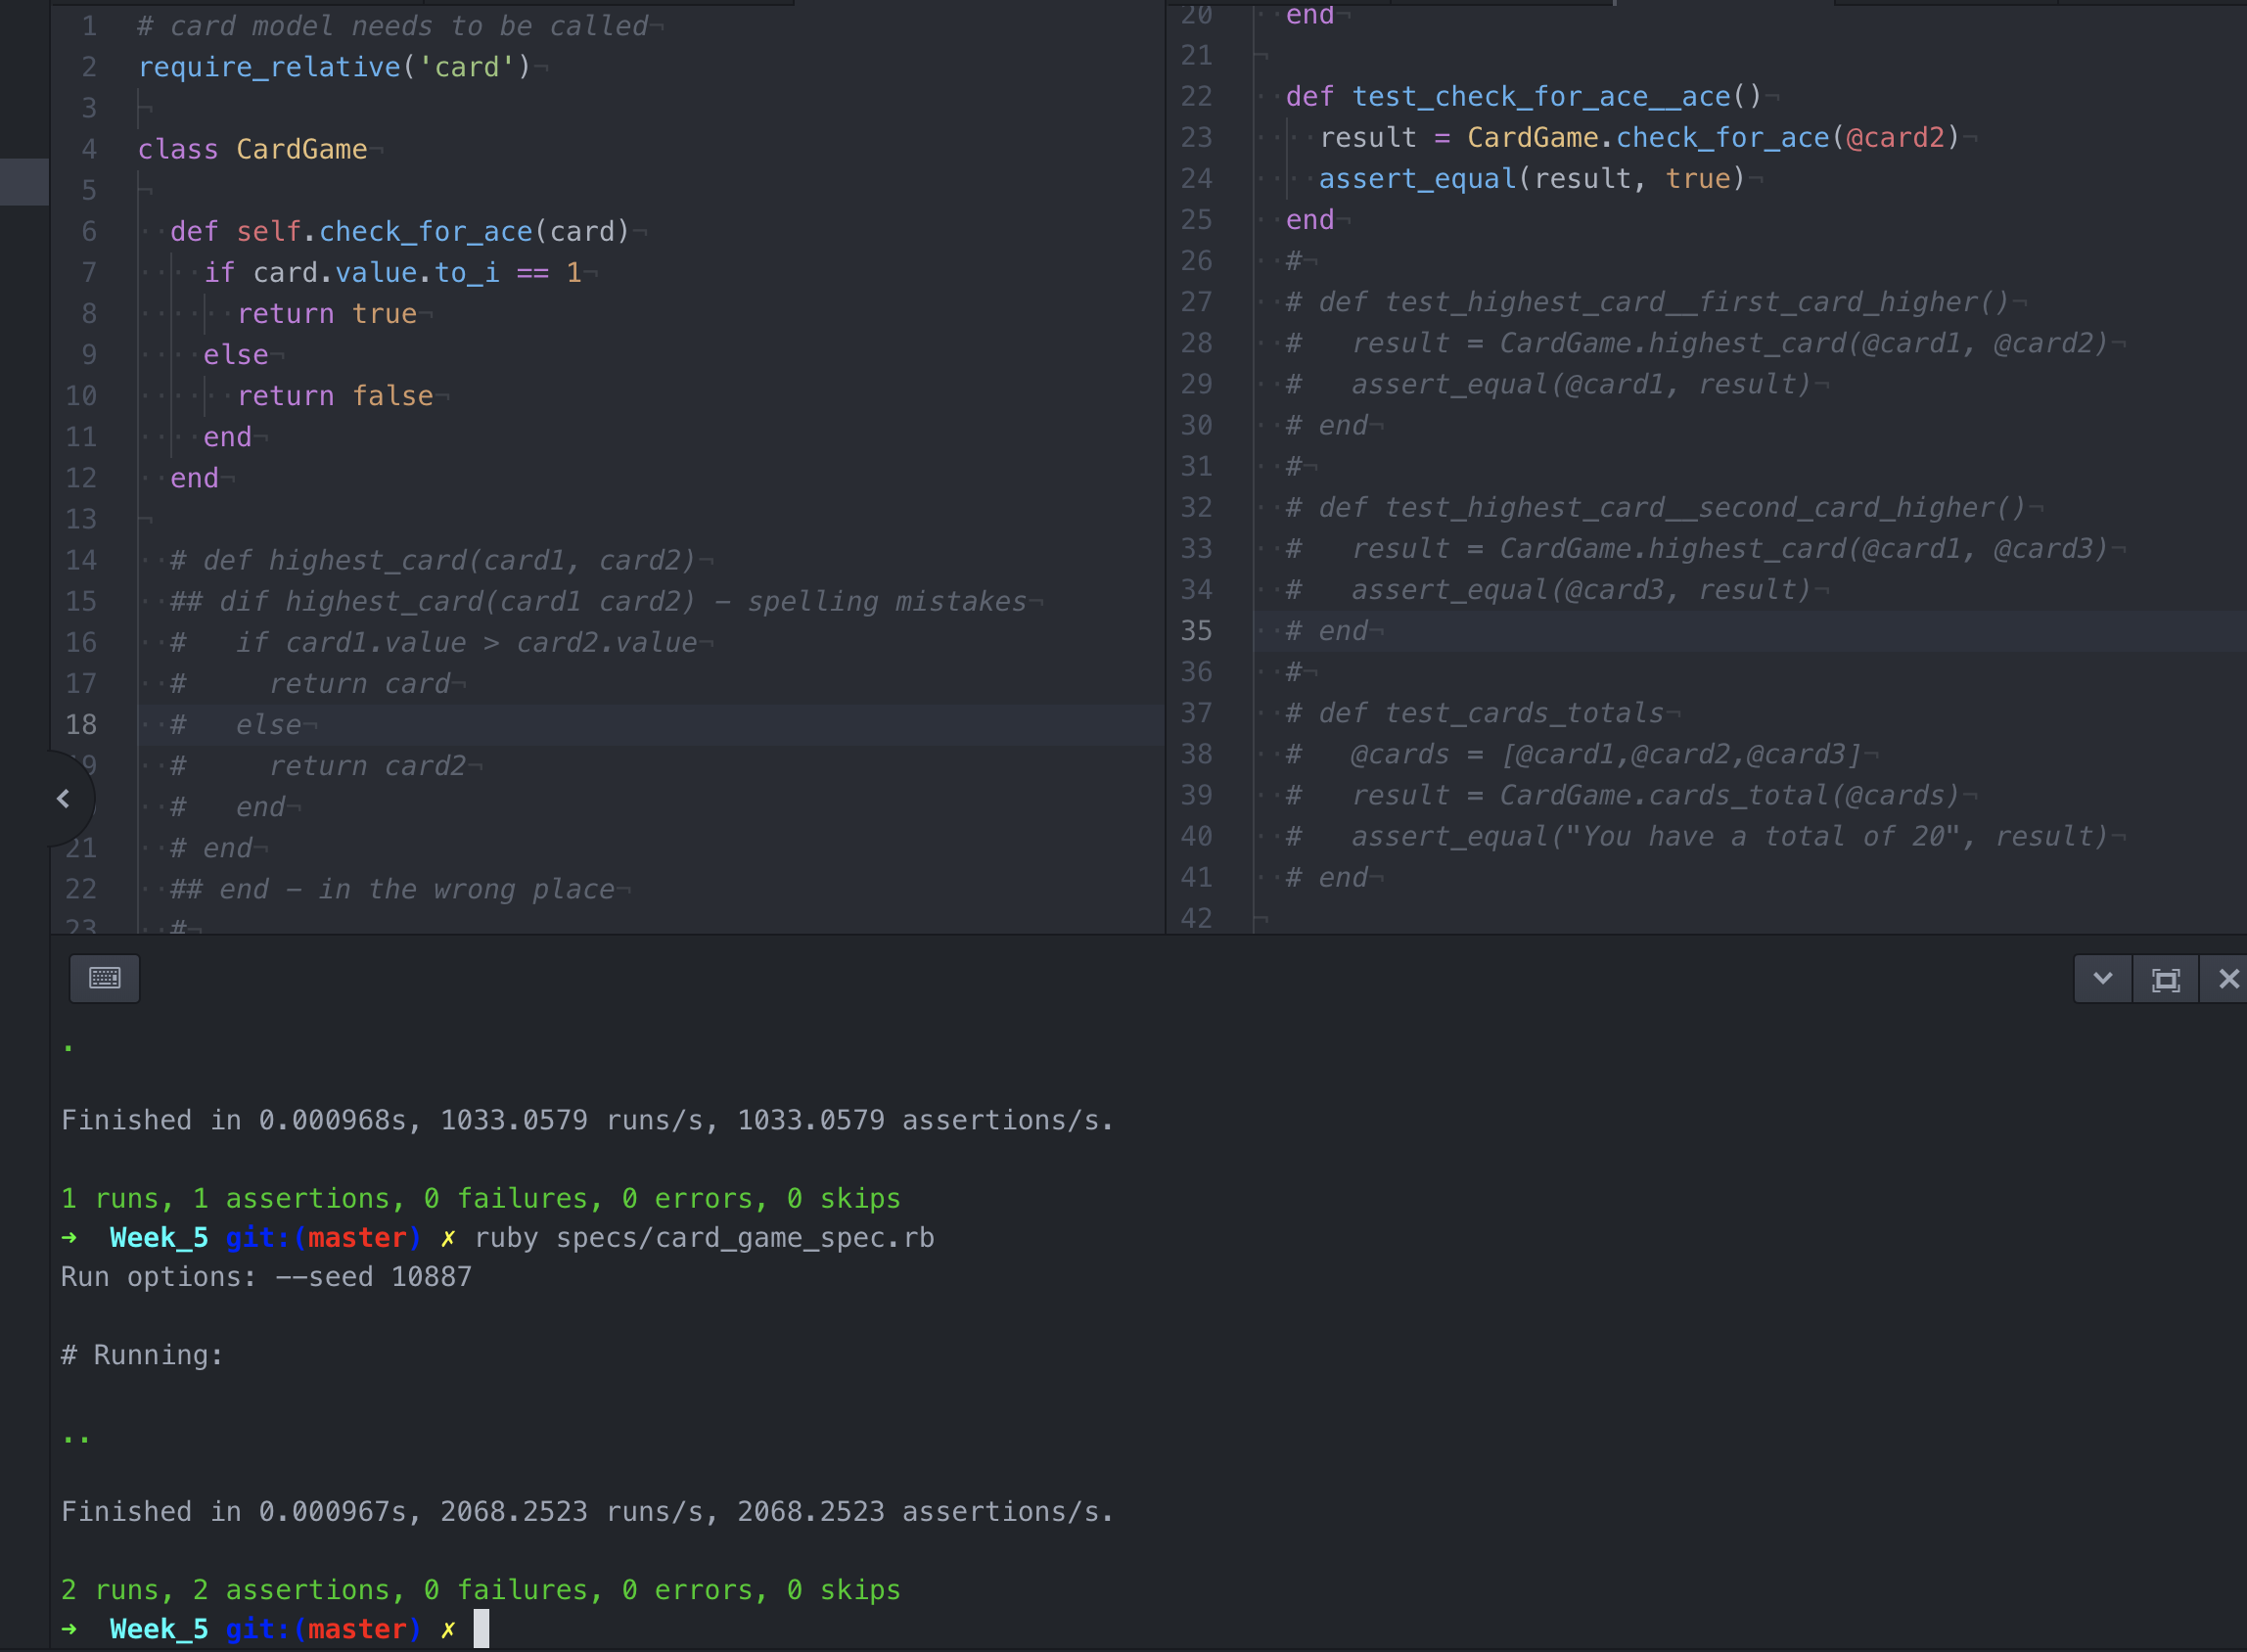 1 # card model needs to be called
2 require_relative('card')
3
4 class CardGame
5
6 def self.check_for_ace(card)
7 if card.value.to_i == 1
8 return true
9 else
10 return false
11 end
12 end
13
14 # def highest_card(card1, card2)
15 ## dif highest_card(card1 card2) - spelling mistakes
16 # if card1.value > card2.value
17 # return card
18 # else
19 # return card2
# end
21 # end
22 ## end - in the wrong place
23 #
20 end
21
22 def test_check_for_ace__ace()
23 result = CardGame.check_for_ace(@card2)
24 assert_equal(result, true)
25 end
26 #
27 # def test_highest_card__first_card_higher()
28 # result = CardGame.highest_card(@card1, @card2)
29 # assert_equal(@card1, result)
30 # end
31 #
32 # def test_highest_card__second_card_higher()
33 # result = CardGame.highest_card(@card1, @card3)
34 # assert_equal(@card3, result)
35 # end
36 #
37 # def test_cards_totals
38 # @cards = [@card1,@card2,@card3]
39 # result = CardGame.cards_total(@cards)
40 # assert_equal("You have a total of 20", result)
41 # end
42
.
Finished in 0.000968s, 1033.0579 runs/s, 1033.0579 assertions/s.
1 runs, 1 assertions, 0 failures, 0 errors, 0 skips
➜ Week_5 git:(master) ✗ ruby specs/card_game_spec.rb
Run options: --seed 10887
# Running:
..
Finished in 0.000967s, 2068.2523 runs/s, 2068.2523 assertions/s.
2 runs, 2 assertions, 0 failures, 0 errors, 0 skips
➜ Week_5 git:(master) ✗